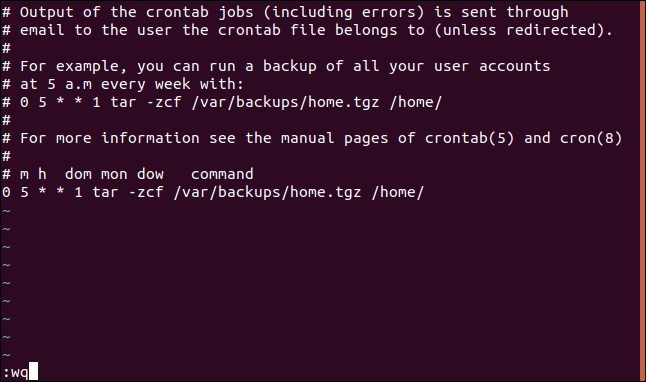 # Output of the crontab jobs (including errors) is sent through
# email to the user the crontab file belongs to (unless redirected).
#
# For example, you can run a backup of all your user accounts
# at 5 a.m every week with:
# 0 5 * * 1 tar -zcf /var/backups/home.tgz /home/
#
# For more information see the manual pages of crontab(5) and cron(8)
#
# m h  dom mon dow   command
0 5 * * 1 tar -zcf /var/backups/home.tgz /home/
~
~
~
~
~
~
~
~
~
:wq